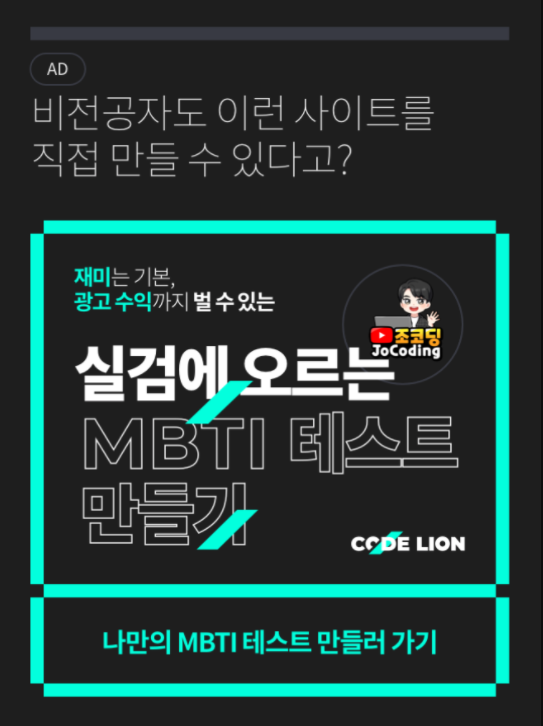 AD
비전공자도 이런 사이트를
직접 만들 수 있다고?
재미는 기본,
광고 수익까지 벌 수 있는
조코딩
JoCoding
실검에 오르는
MBTI 테스트
만들기
CODE LION
나만의 MBTI 테스트 만들러 가기